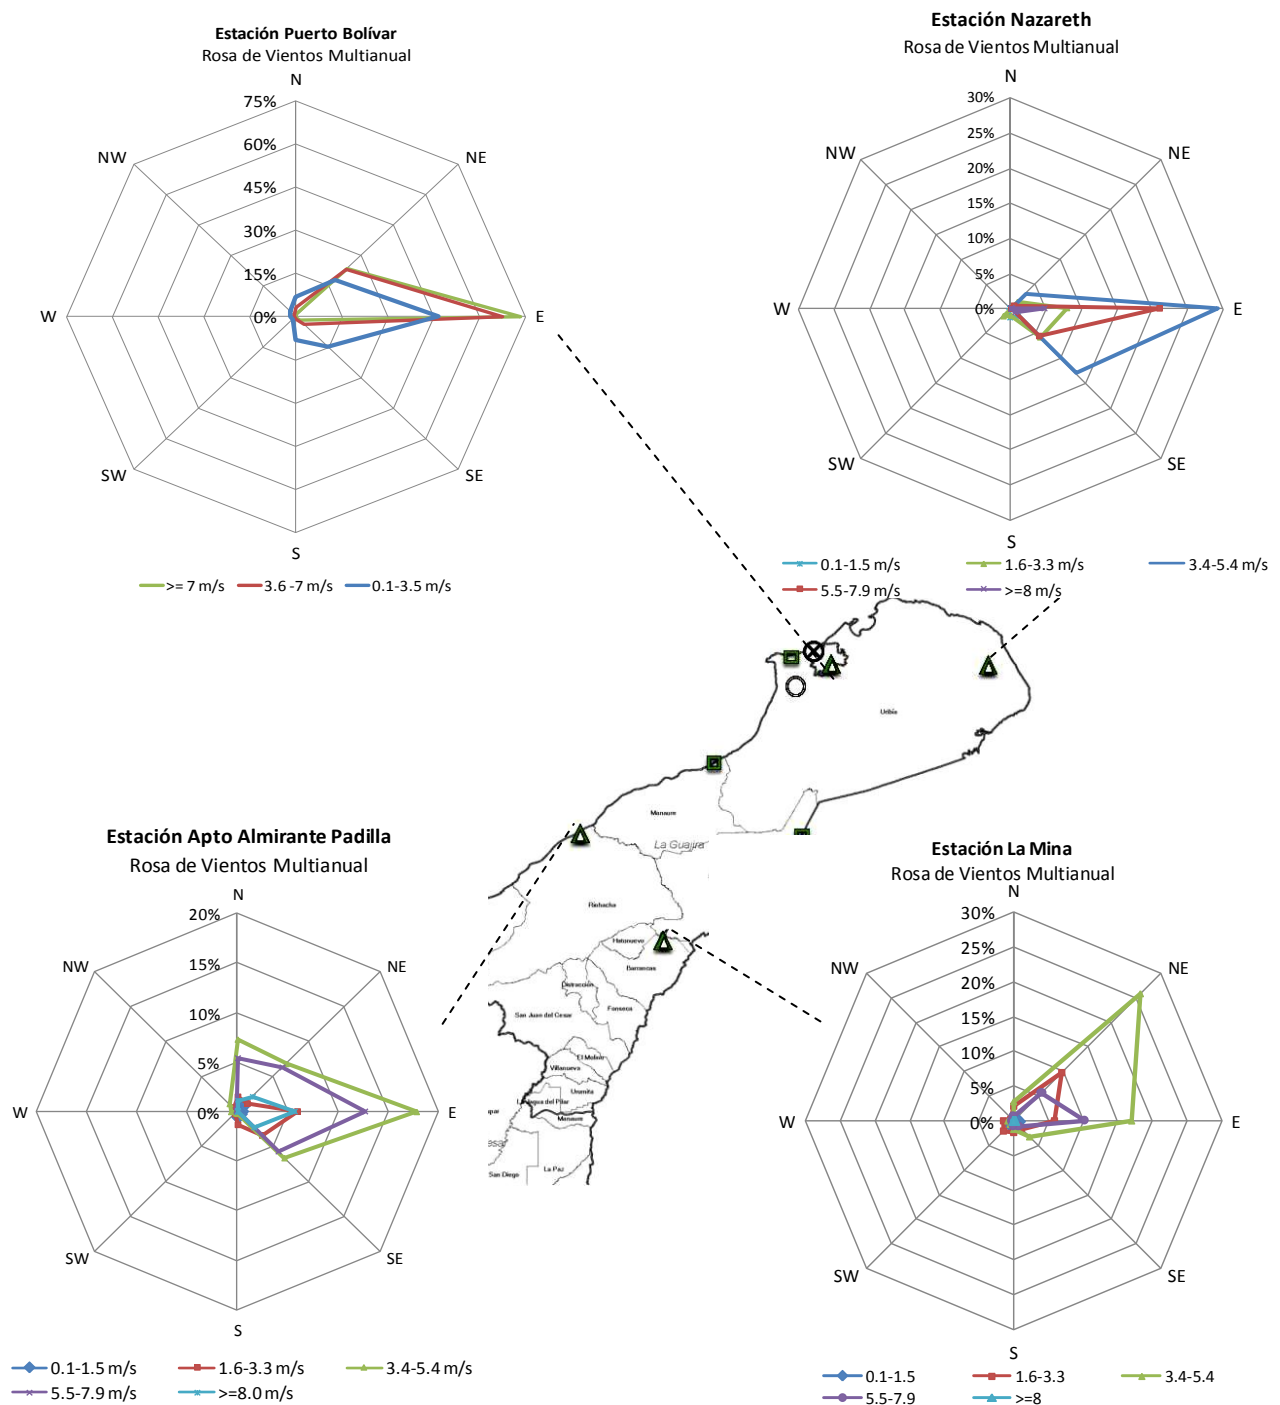 Estación Puerto Bolívar
Rosa de Vientos Multianual
N
75%
60%
45%
30%
15%
0%
NW
NE
W
E
SW
SE
S
>= 7 m/s
3.6 -7 m/s
0.1-3.5 m/s
Estación Nazareth
Rosa de Vientos Multianual
N
30%
25%
20%
15%
10%
5%
0%
NW
NE
W
E
SW
SE
S
0.1-1.5 m/s
1.6-3.3 m/s
3.4-5.4 m/s
5.5-7.9 m/s
>=8 m/s
Uribia
Manaure
La Guajira
Riohacha
Hatonuevo
Barrancas
Distracción
Fonseca
San Juan del Cesar
El Molino
Villanueva
Urumita
La Jagua del Pilar
Manaure
par
esa
San Diego
La Paz
Estación Apto Almirante Padilla
Rosa de Vientos Multianual
N
20%
15%
10%
5%
0%
NW
NE
W
E
SW
SE
S
0.1-1.5 m/s
1.6-3.3 m/s
3.4-5.4 m/s
5.5-7.9 m/s
>=8.0 m/s
Estación La Mina
Rosa de Vientos Multianual
N
30%
25%
20%
15%
10%
5%
0%
NW
NE
W
E
SW
SE
S
0.1-1.5
1.6-3.3
3.4-5.4
5.5-7.9
>=8